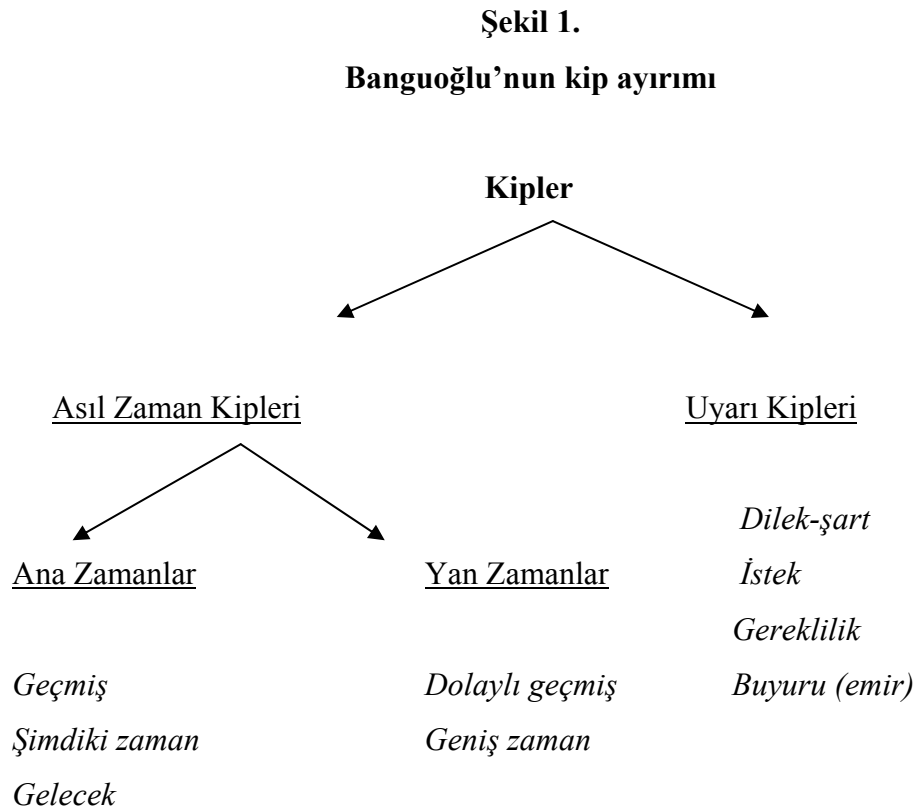 Şekil 1.
Banguoğlu’nun kip ayırımı
Kipler
Asıl Zaman Kipleri
Uyarı Kipleri
Ana Zamanlar
Geçmiş
Şimdiki zaman
Gelecek
Yan Zamanlar
Dolaylı geçmiş
Geniş zaman
Dilek-şart
İstek
Gereklilik
Buyuru (emir)